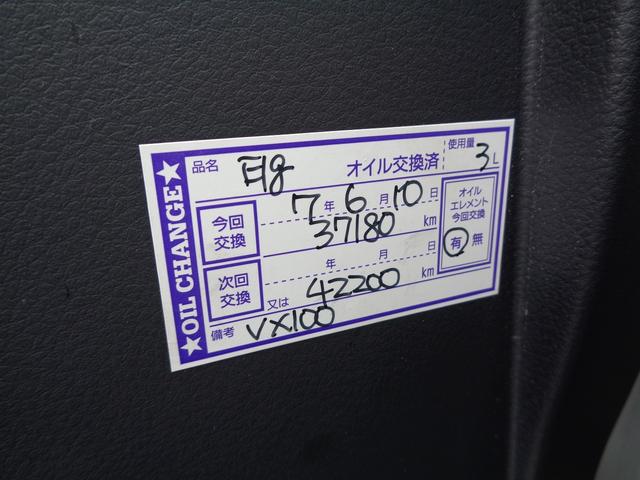 ★OIL CHANGE★
品名 E1g オイル交換済 使用量 3L
今回交換 7年6月10日
37180 km
オイルエレメント今回交換
有 無
次回交換 年 月 日
又は 42200 km
備考 VX100